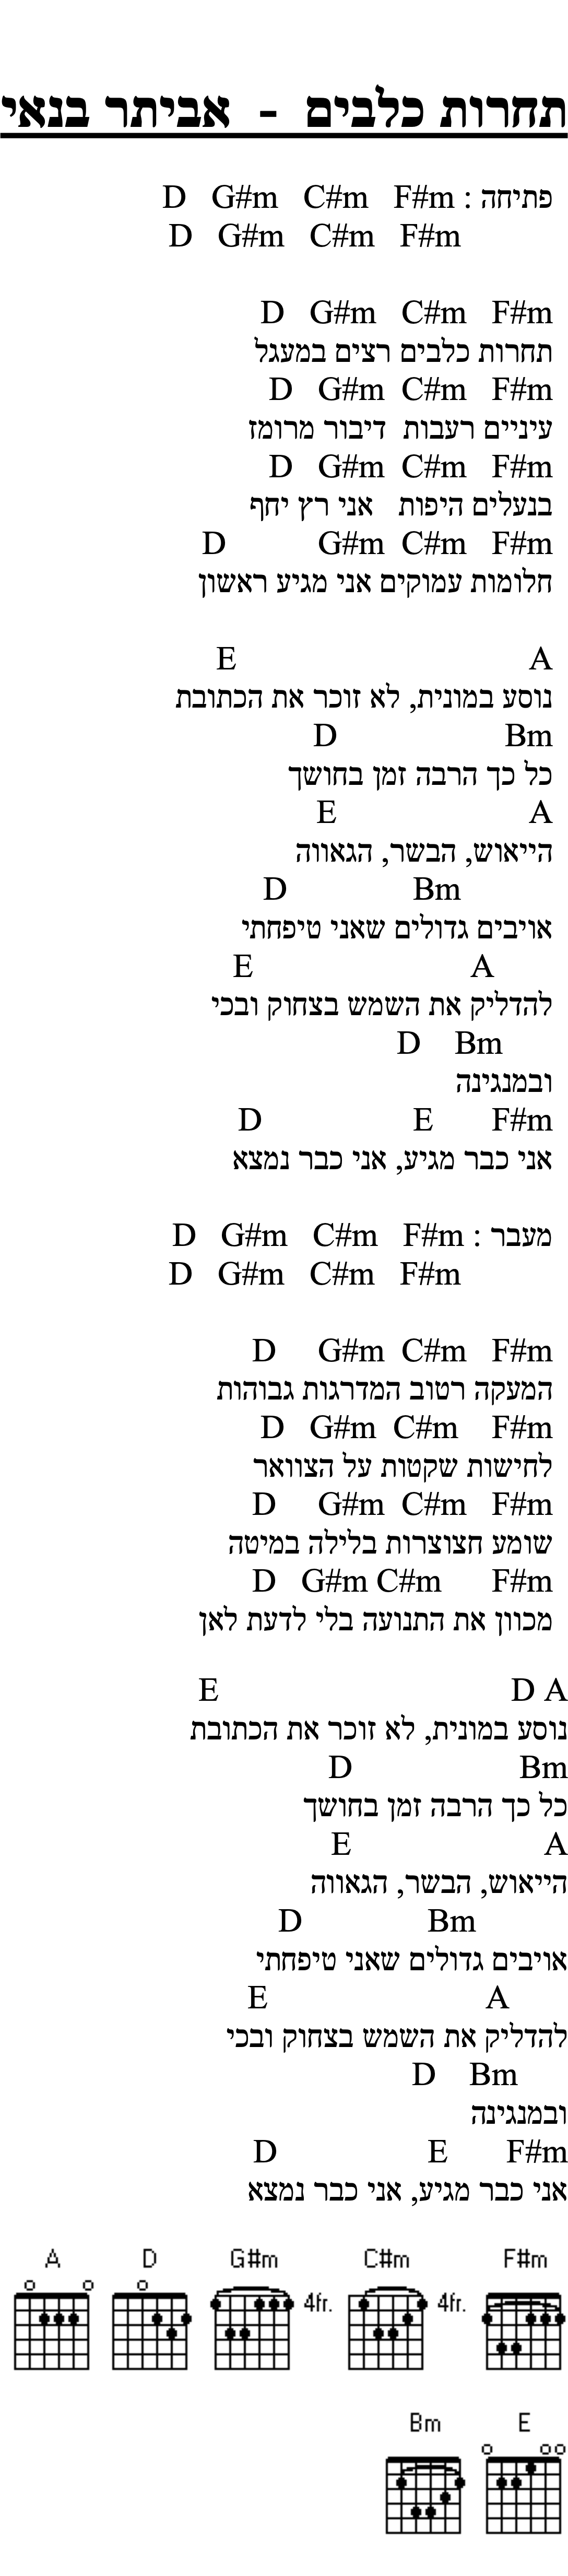 תחרות כלבים - אביתר בנאי
פתיחה : D   G#m   C#m   F#m
D   G#m   C#m   F#m
D   G#m   C#m   F#m
תחרות כלבים רצים במעגל
D   G#m  C#m   F#m
עיניים רעבות  דיבור מרומז
D   G#m  C#m   F#m
בנעלים היפות   אני רץ יחף
D   G#m  C#m   F#m
חלומות עמוקים אני מגיע ראשון
E   A
נוסע במונית, לא זוכר את הכתובת
D   Bm
כל כך הרבה זמן בחושך
E   A
הייאוש, הבשר, הגאווה
D   Bm
אויבים גדולים שאני טיפחתי
E   A
להדליק את השמש בצחוק ובכי
D   Bm
ובמנגינה
D   E   F#m
אני כבר מגיע, אני כבר נמצא
מעבר : D   G#m   C#m   F#m
D   G#m   C#m   F#m
D   G#m  C#m   F#m
המעקה רטוב המדרגות גבוהות
D   G#m  C#m   F#m
לחישות שקטות על הצוואר
D   G#m  C#m   F#m
שומע חצוצרות בלילה במיטה
D   G#m C#m   F#m
מכוון את התנועה בלי לדעת לאן
E   D A
נוסע במונית, לא זוכר את הכתובת
D   Bm
כל כך הרבה זמן בחושך
E   A
הייאוש, הבשר, הגאווה
D   Bm
אויבים גדולים שאני טיפחתי
E   A
להדליק את השמש בצחוק ובכי
D   Bm
ובמנגינה
D   E   F#m
אני כבר מגיע, אני כבר נמצא
A   D   G#m   C#m   F#m
4fr.   4fr.
Bm   E